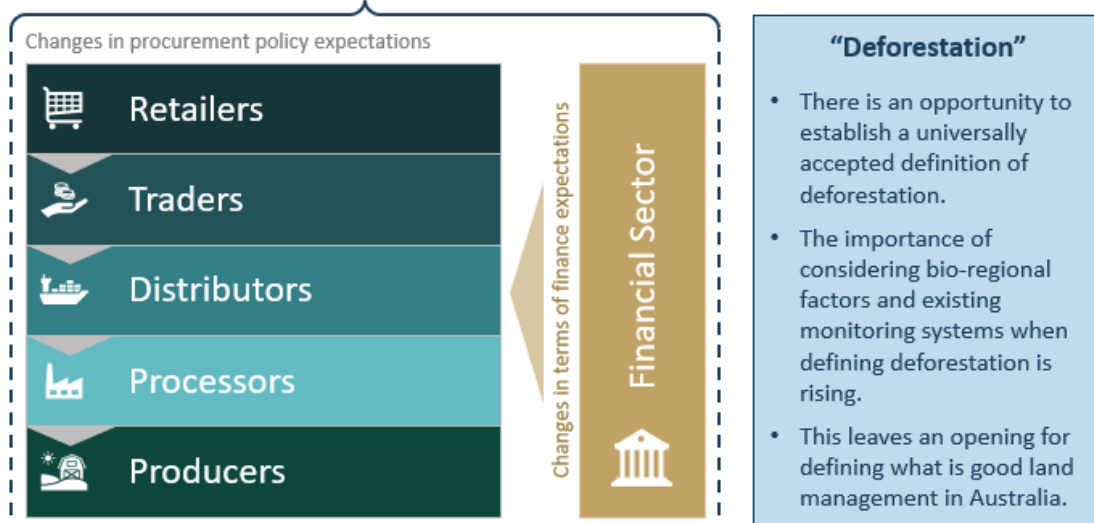 Changes in procurement policy expectations
Retailers
Traders
Distributors
Processors
Producers
Changes in terms of finance expectations
Financial Sector
“Deforestation”
• There is an opportunity to
establish a universally
accepted definition of
deforestation.
• The importance of
considering bio-regional
factors and existing
monitoring systems when
defining deforestation is
rising.
• This leaves an opening for
defining what is good land
management in Australia.